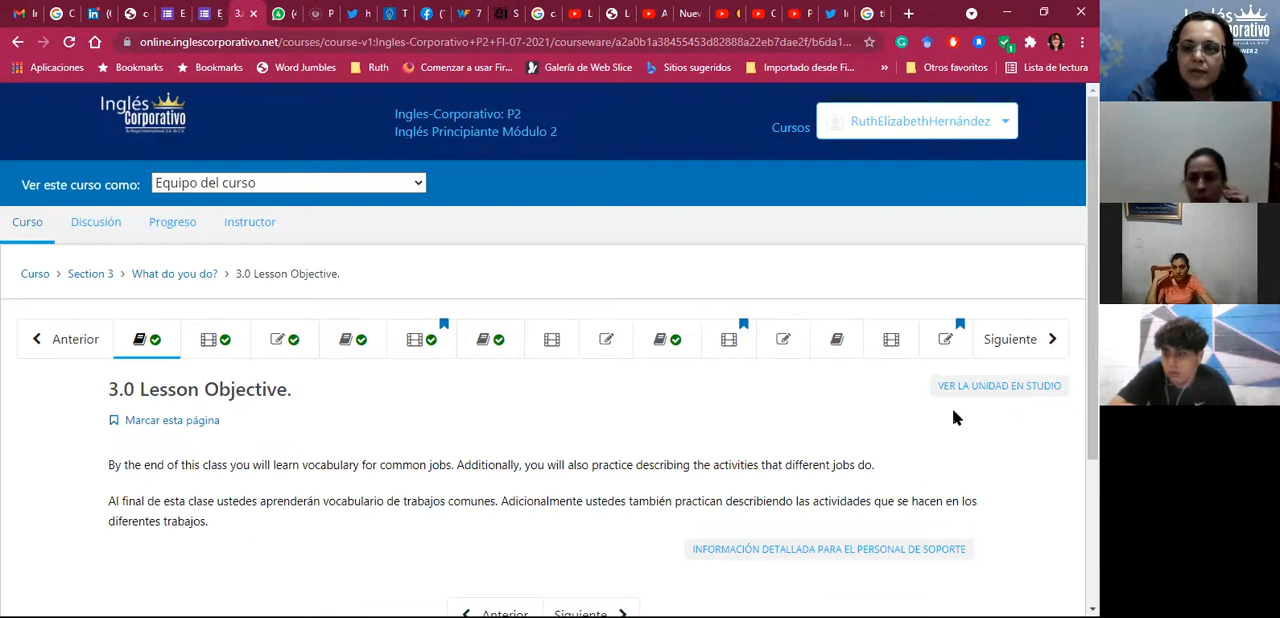 online.inglescorporativo.net/courses/course-v1:Ingles-Corporativo+P2+FI-07-2021/courseware/a2a0b1a38455453d82888a22eb7dae2f/b6da1...
Aplicaciones
Bookmarks
Bookmarks
Word Jumbles
Ruth
Comenzar a usar Fir...
Galería de Web Slice
Sitios sugeridos
Importado desde Fi...
»
Otros favoritos
Lista de lectura
Inglés
Corporativo
Ingles-Corporativo: P2
Inglés Principiante Módulo 2
Cursos
RuthElizabethHernández
Ver este curso como:
Equipo del curso
Curso
Discusión
Progreso
Instructor
Curso > Section 3 > What do you do? > 3.0 Lesson Objective.
Anterior
Siguiente
3.0 Lesson Objective.
VER LA UNIDAD EN STUDIO
Marcar esta página
By the end of this class you will learn vocabulary for common jobs. Additionally, you will also practice describing the activities that different jobs do.
Al final de esta clase ustedes aprenderán vocabulario de trabajos comunes. Adicionalmente ustedes también practican describiendo las actividades que se hacen en los
diferentes trabajos.
INFORMACIÓN DETALLADA PARA EL PERSONAL DE SOPORTE
Anterior
Siguiente